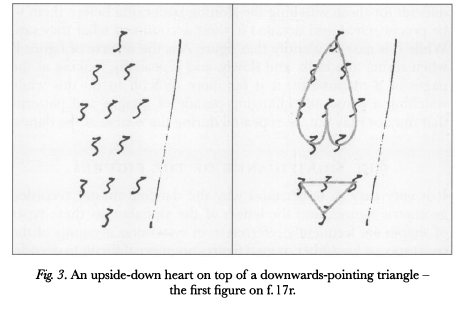 Fig. 3. An upside-down heart on top of a downwards-pointing triangle –
the first figure on f. 17r.